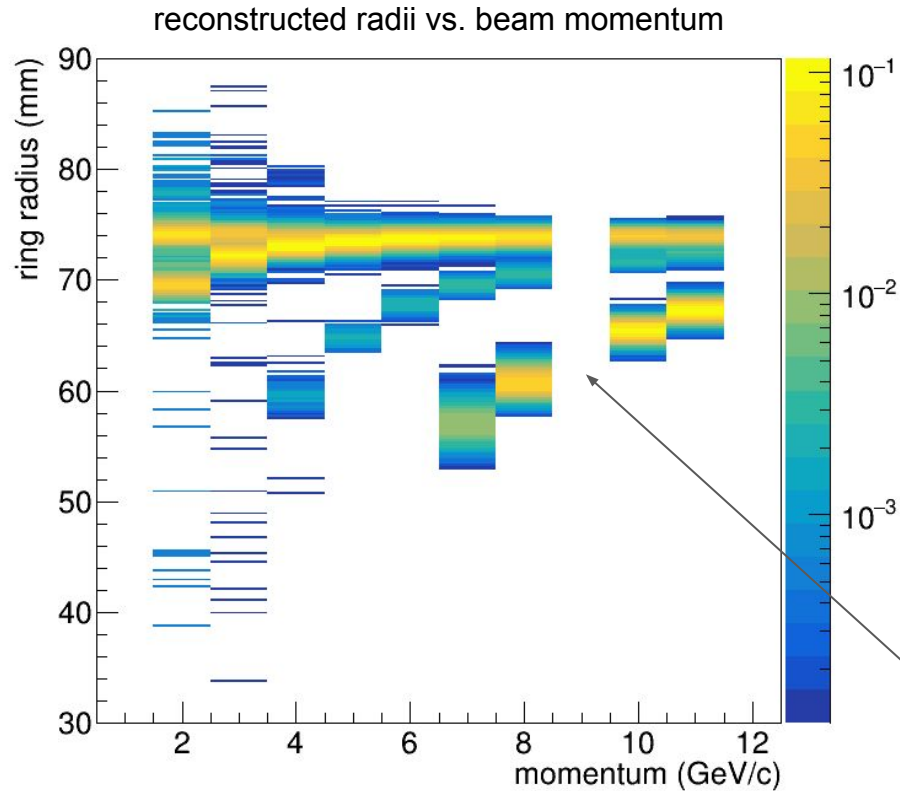 reconstructed radii vs. beam momentum
ring radius (mm)
90
80
70
60
50
40
30
2 4 6 8 10 12
momentum (GeV/c)
10⁻¹
10⁻²
10⁻³